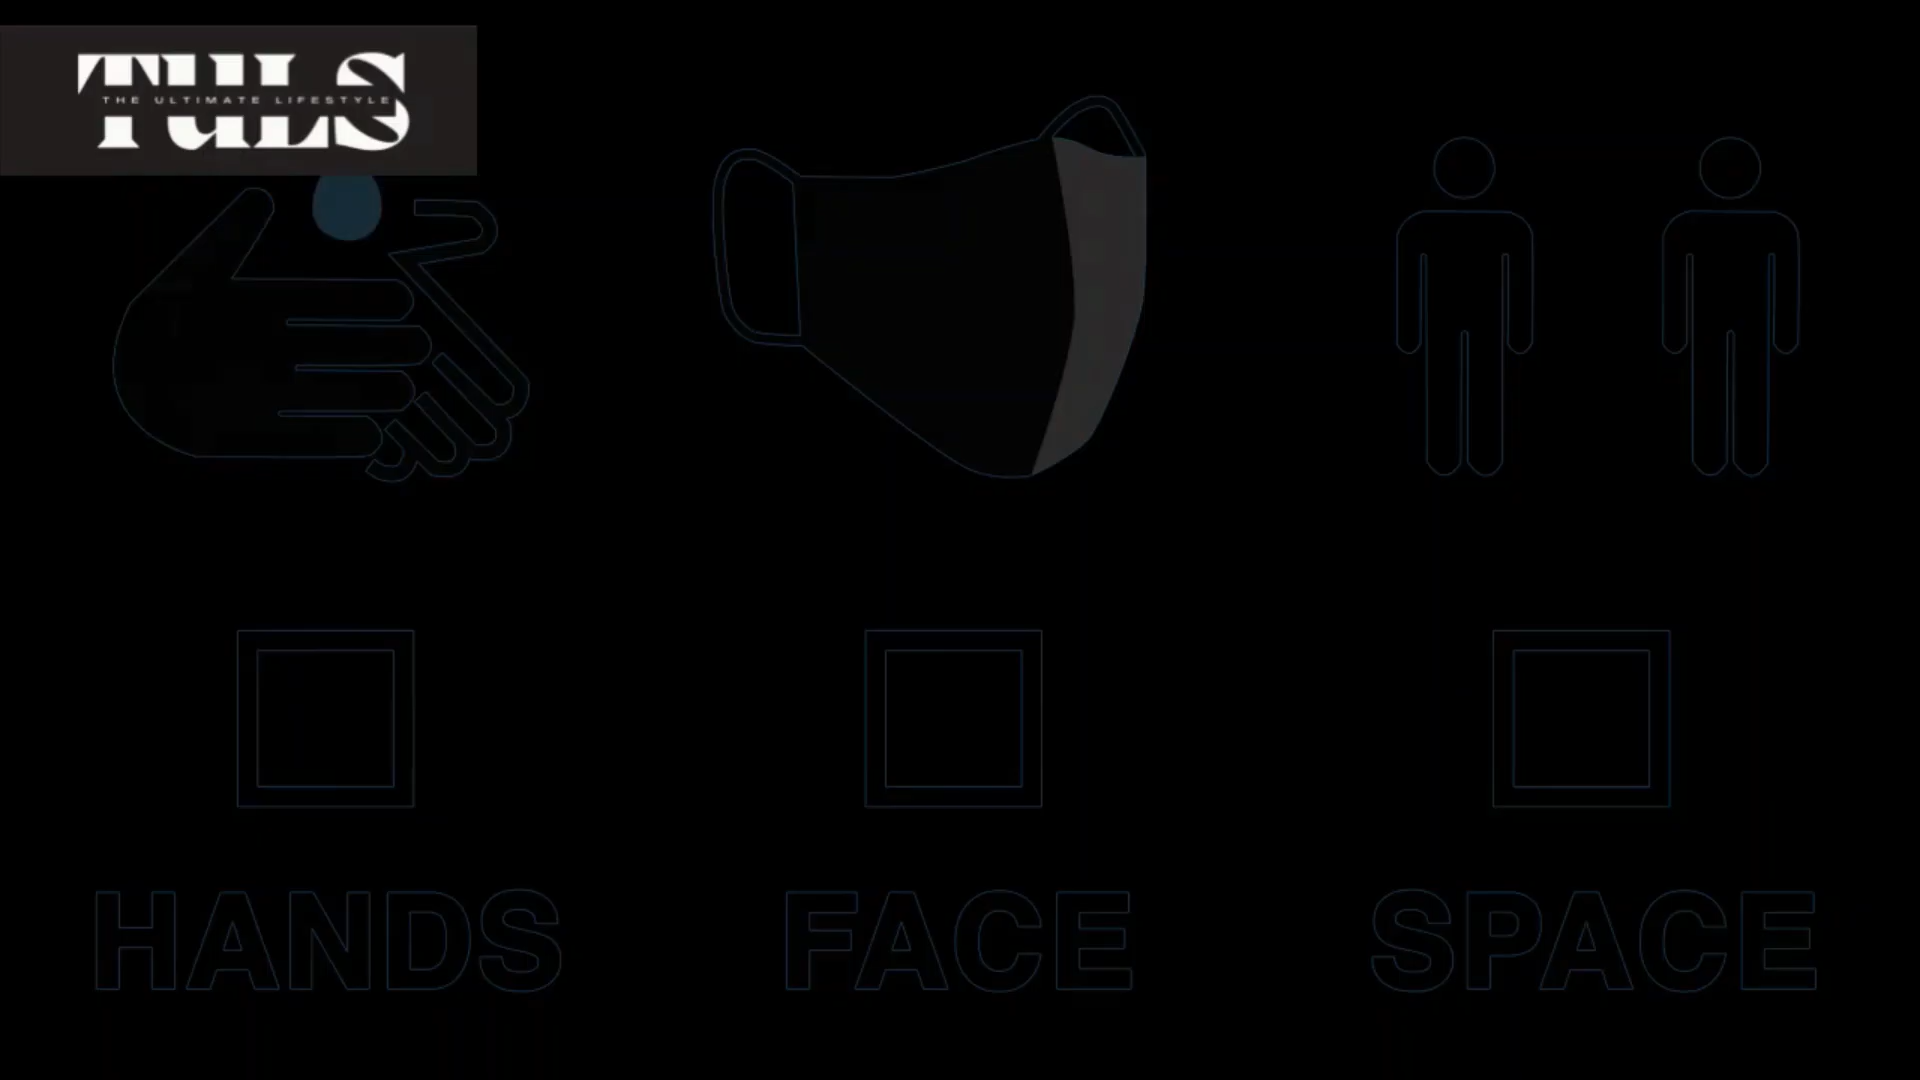 TULS
THE ULTIMATE LIFESTYLE
HANDS
FACE
SPACE